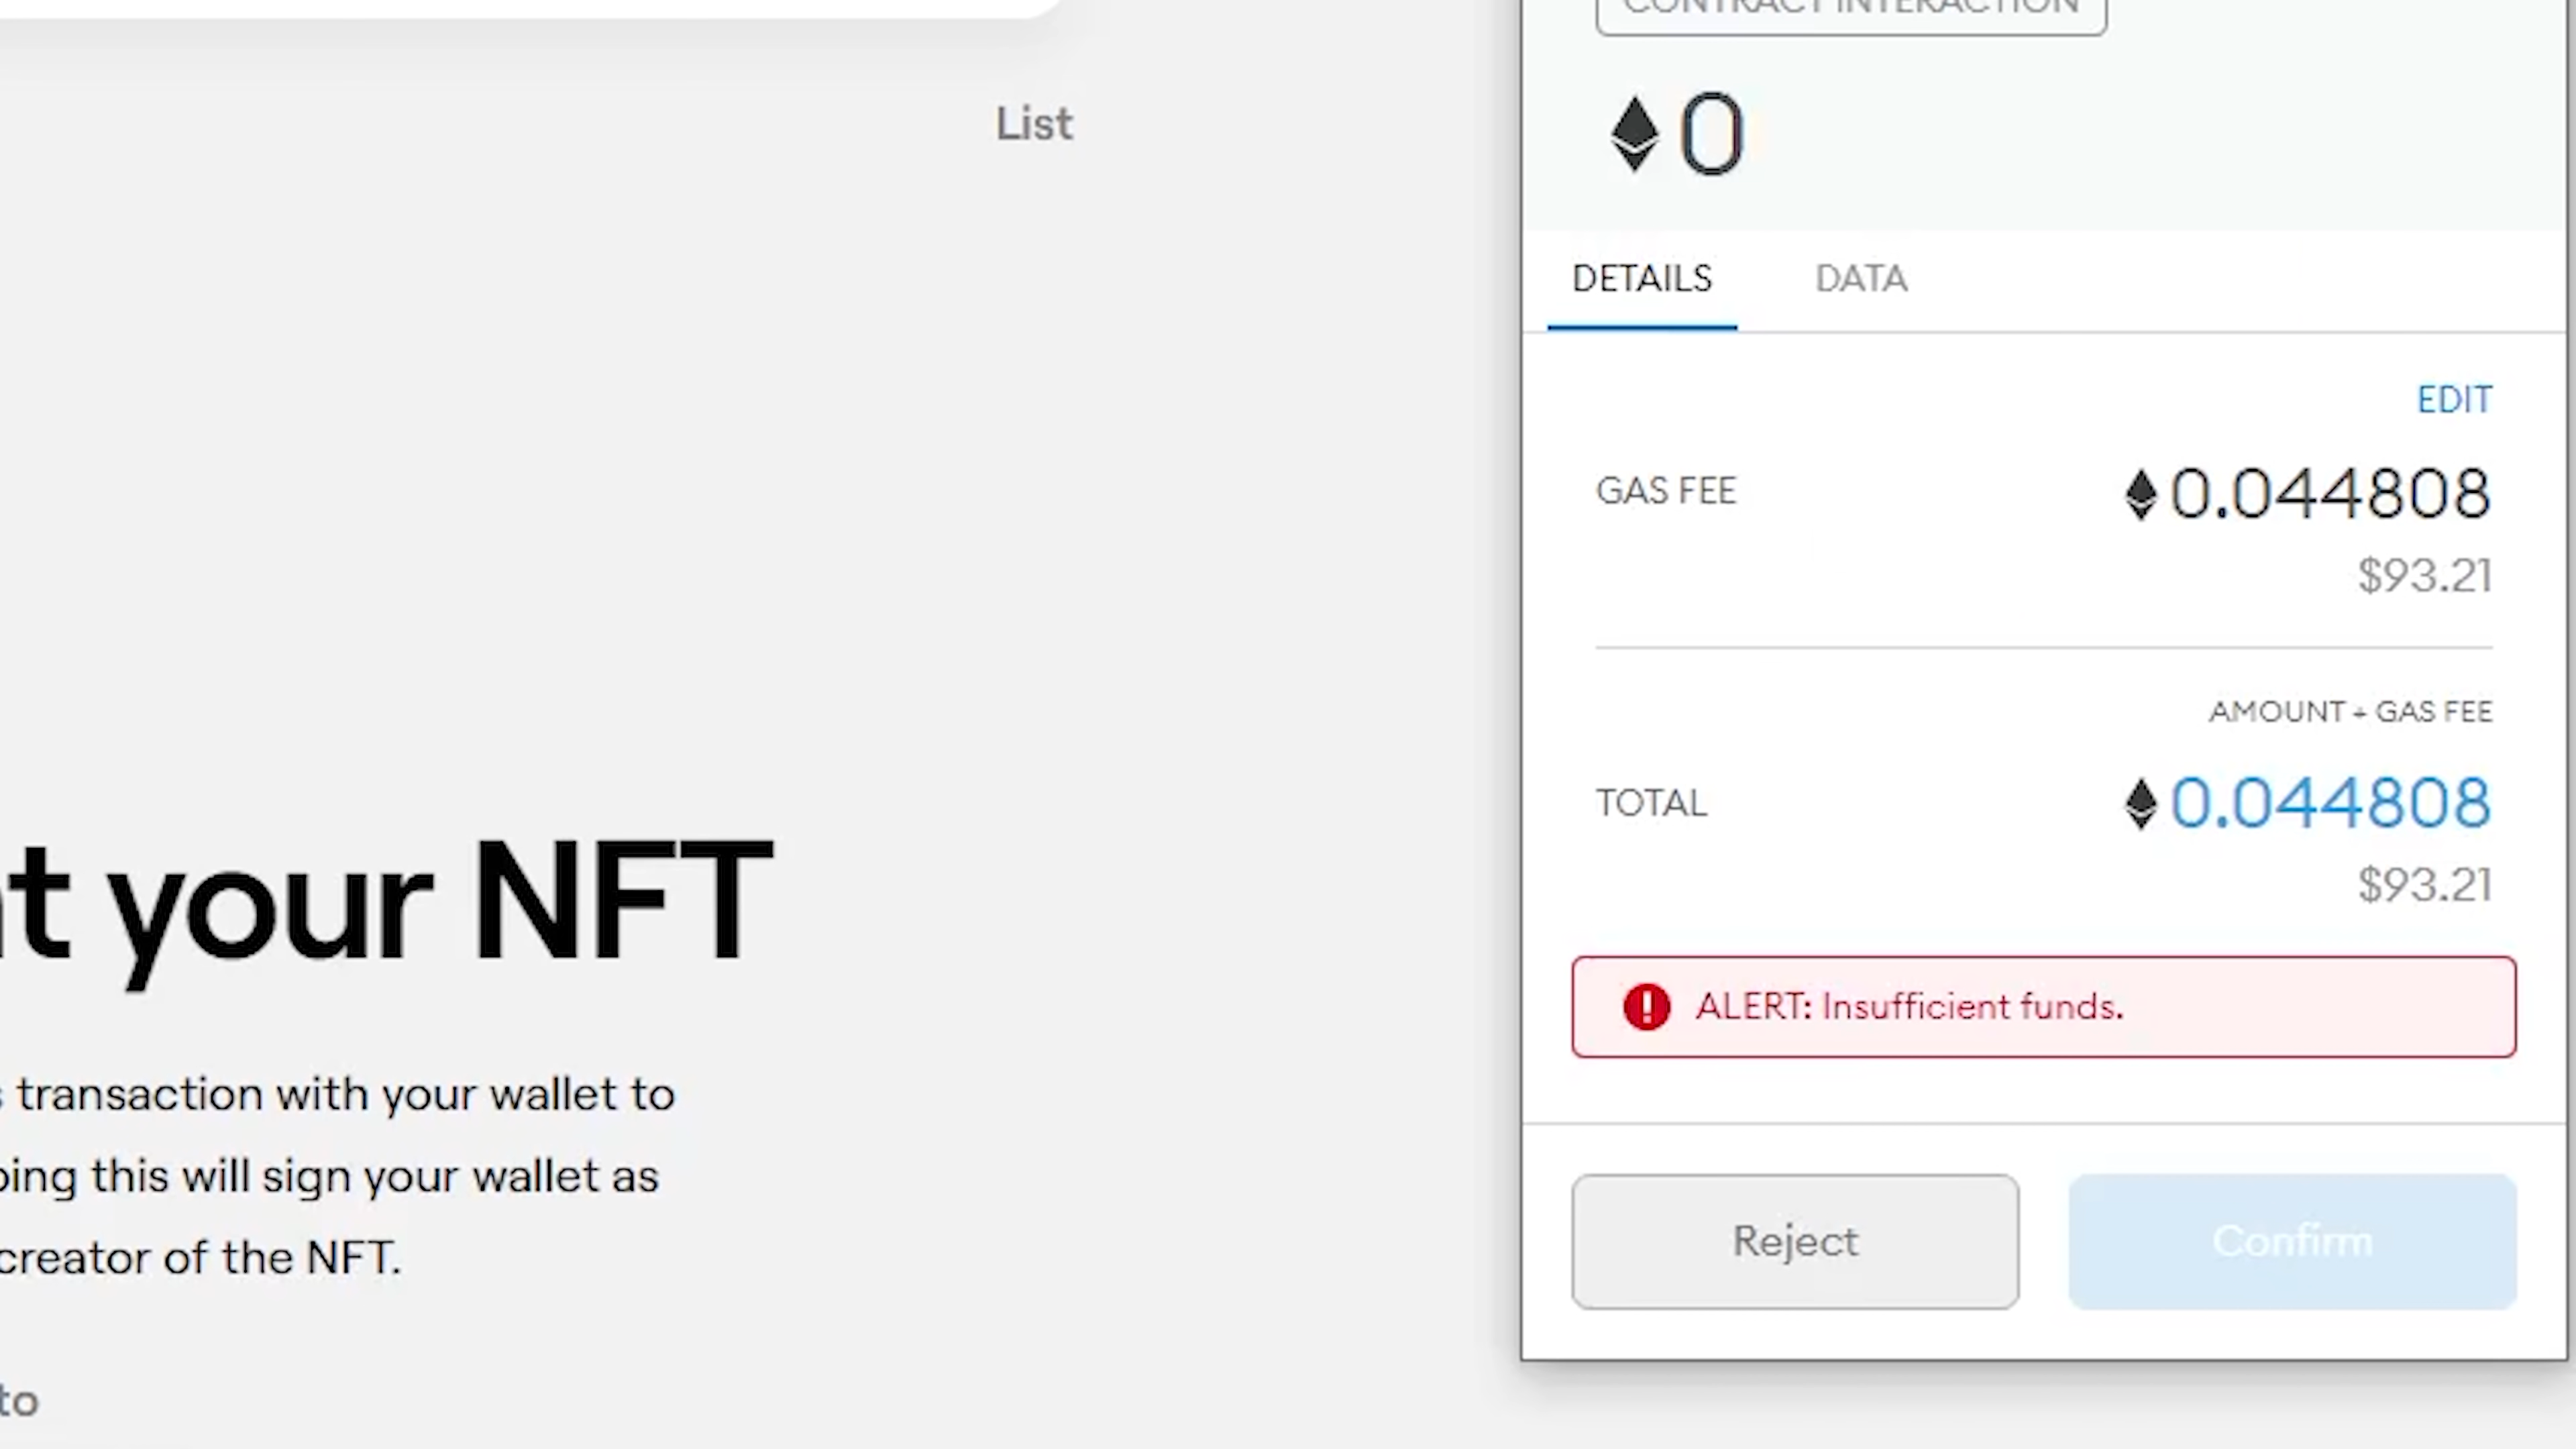 CONTRACT INTERACTION
List
0
DETAILS DATA
EDIT
GAS FEE 0.044808
$93.21
AMOUNT + GAS FEE
TOTAL 0.044808
$93.21
your NFT
ALERT: Insufficient funds.
transaction with your wallet to
this will sign your wallet as
creator of the NFT.
Reject Confirm
to